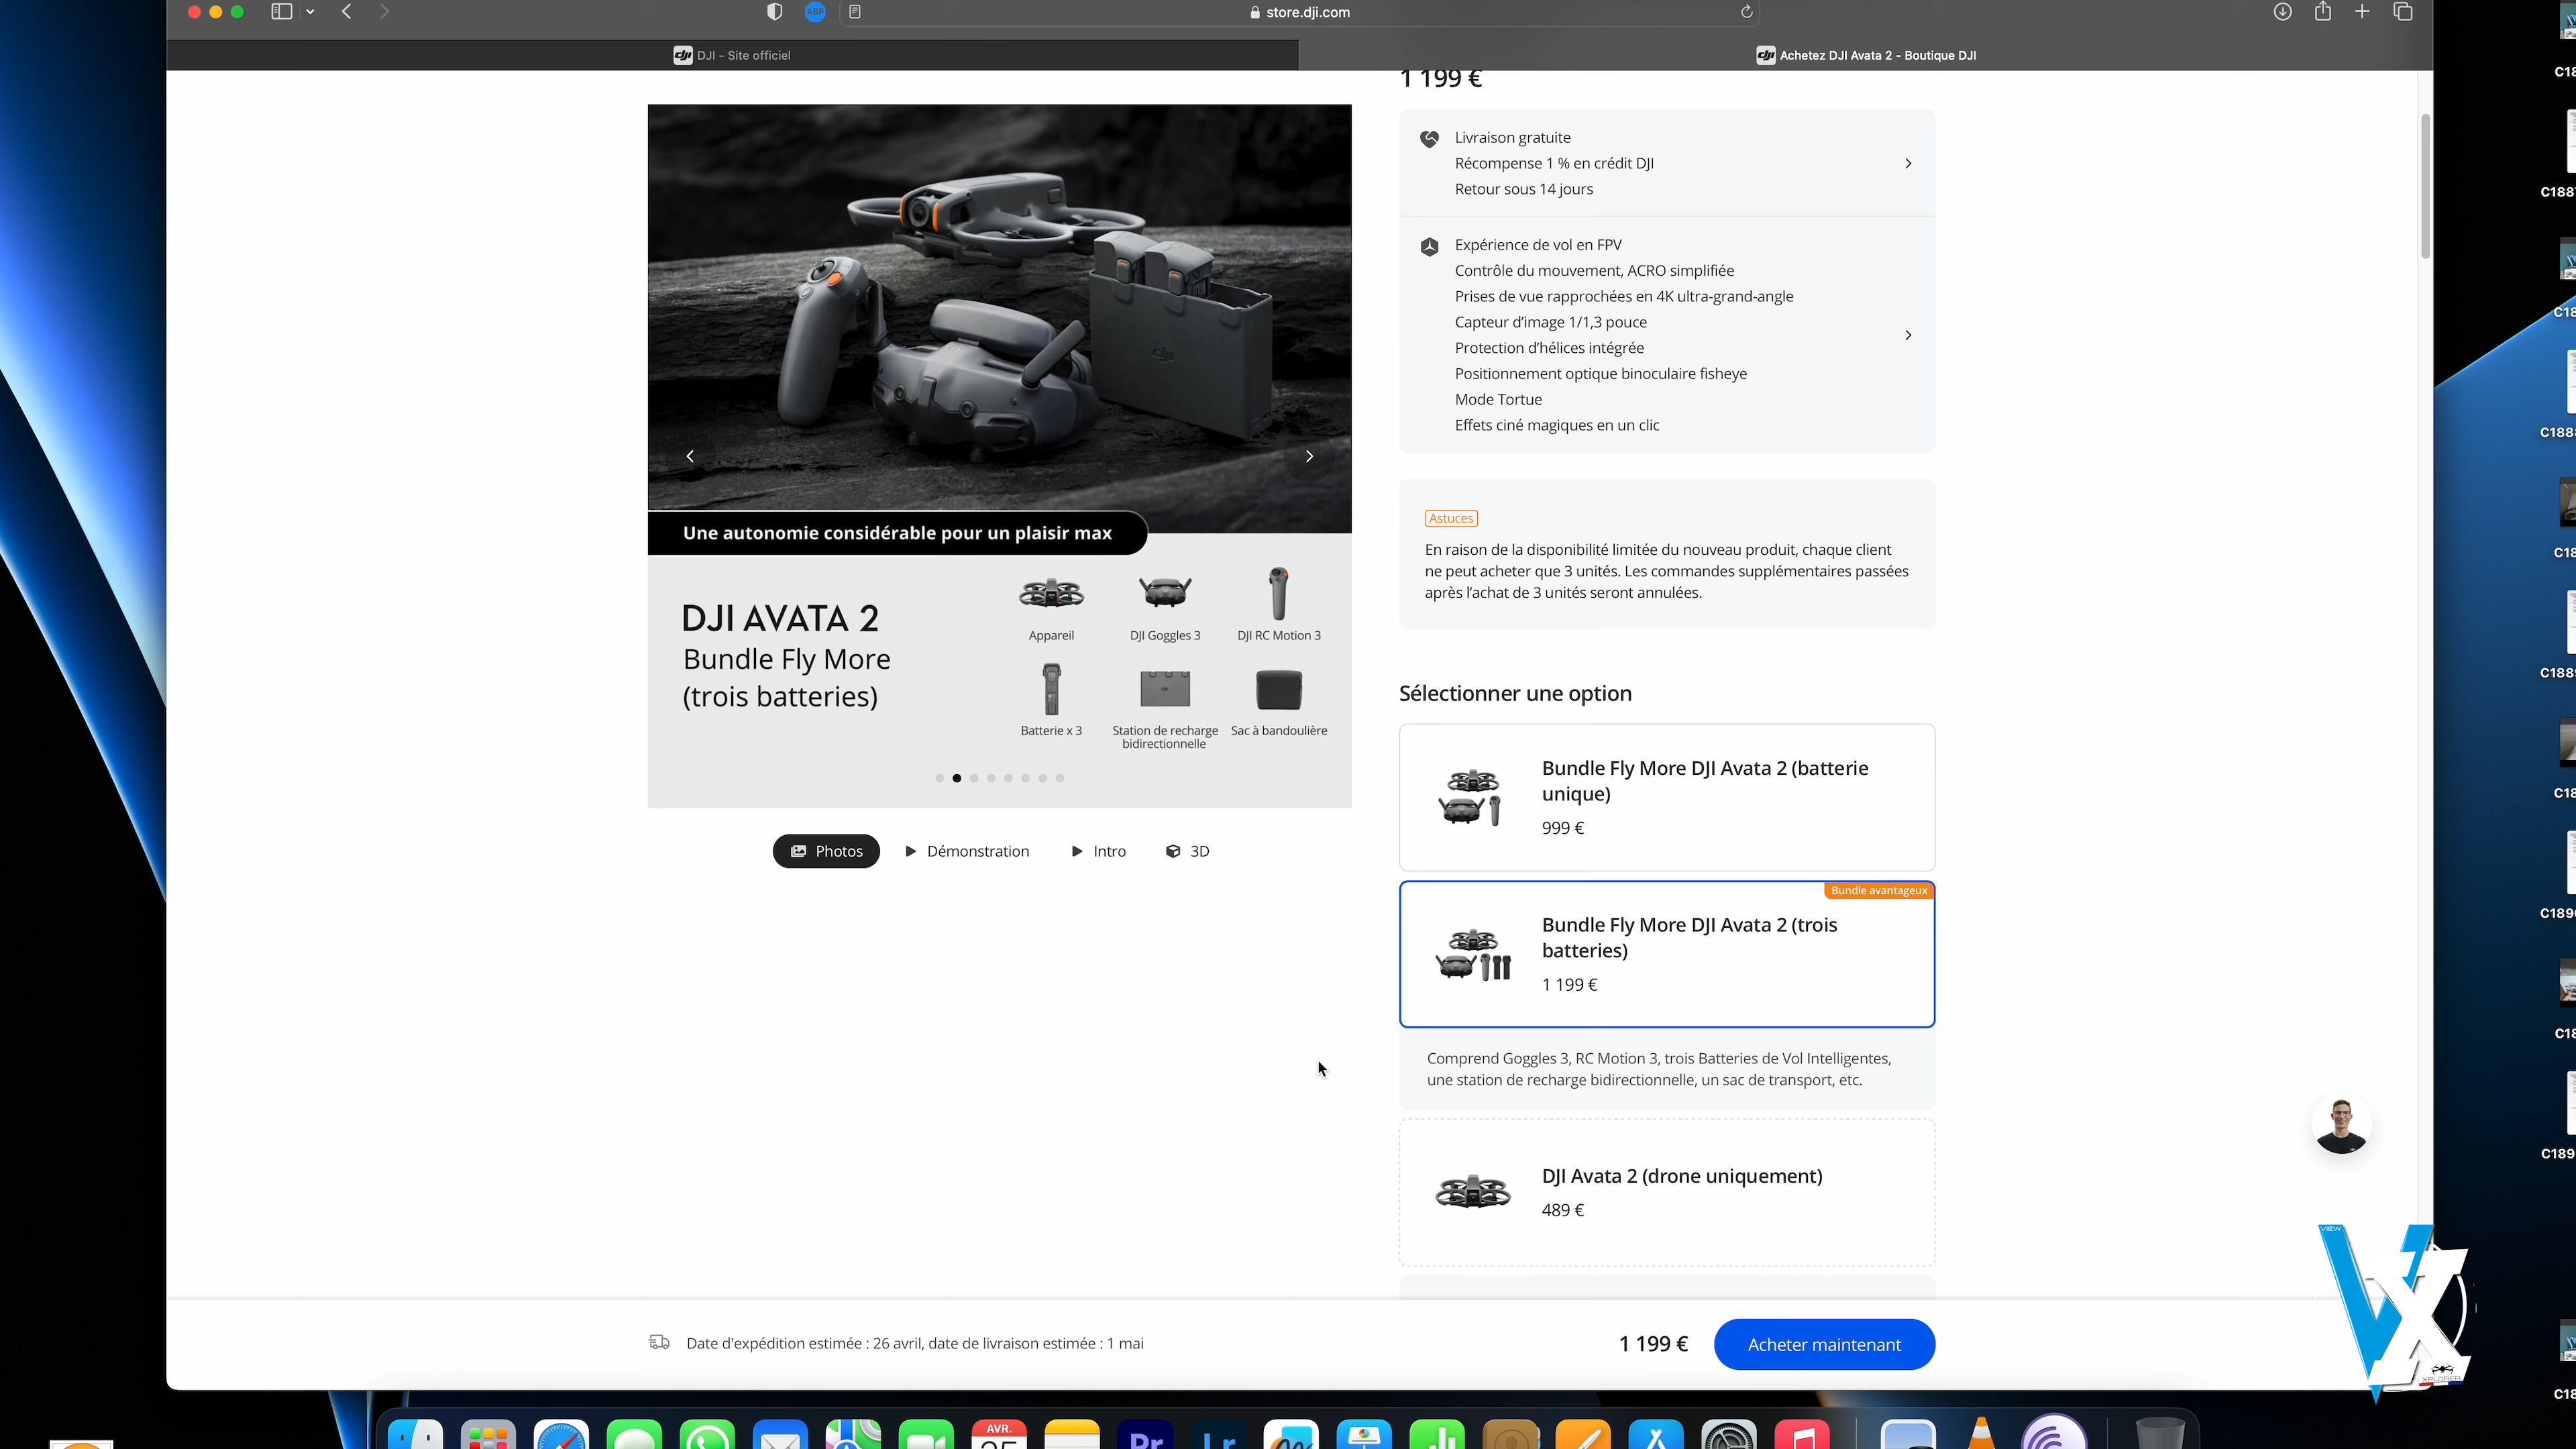 ABP
store.dji.com
dji DJI - Site officiel
dji Achetez DJI Avata 2 - Boutique DJI
1 199 €
Livraison gratuite
Récompense 1 % en crédit DJI
Retour sous 14 jours
Expérience de vol en FPV
Contrôle du mouvement, ACRO simplifiée
Prises de vue rapprochées en 4K ultra-grand-angle
Capteur d'image 1/1,3 pouce
Protection d'hélices intégrée
Positionnement optique binoculaire fisheye
Mode Tortue
Effets ciné magiques en un clic
Une autonomie considérable pour un plaisir max
DJI AVATA 2
Bundle Fly More
(trois batteries)
Appareil
DJI Goggles 3
DJI RC Motion 3
Batterie x 3
Station de recharge
bidirectionnelle
Sac à bandoulière
Photos
Démonstration
Intro
3D
Astuces
En raison de la disponibilité limitée du nouveau produit, chaque client
ne peut acheter que 3 unités. Les commandes supplémentaires passées
après l'achat de 3 unités seront annulées.
Sélectionner une option
Bundle Fly More DJI Avata 2 (batterie
unique)
999 €
Bundle avantageux
Bundle Fly More DJI Avata 2 (trois
batteries)
1 199 €
Comprend Goggles 3, RC Motion 3, trois Batteries de Vol Intelligentes,
une station de recharge bidirectionnelle, un sac de transport, etc.
DJI Avata 2 (drone uniquement)
489 €
Date d'expédition estimée : 26 avril, date de livraison estimée : 1 mai
1 199 €
Acheter maintenant
VIEW
VX
XPLORER
AVR.
Pr
Lr